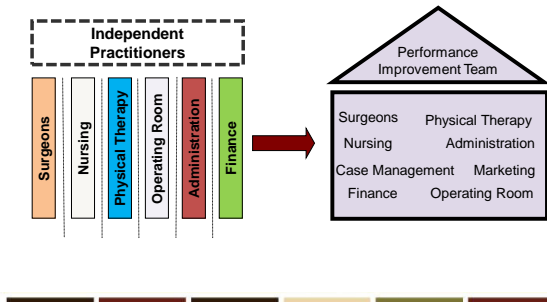 Independent
Practitioners
Surgeons
Nursing
Physical Therapy
Operating Room
Administration
Finance
Performance
Improvement Team
Surgeons Physical Therapy
Nursing Administration
Case Management Marketing
Finance Operating Room